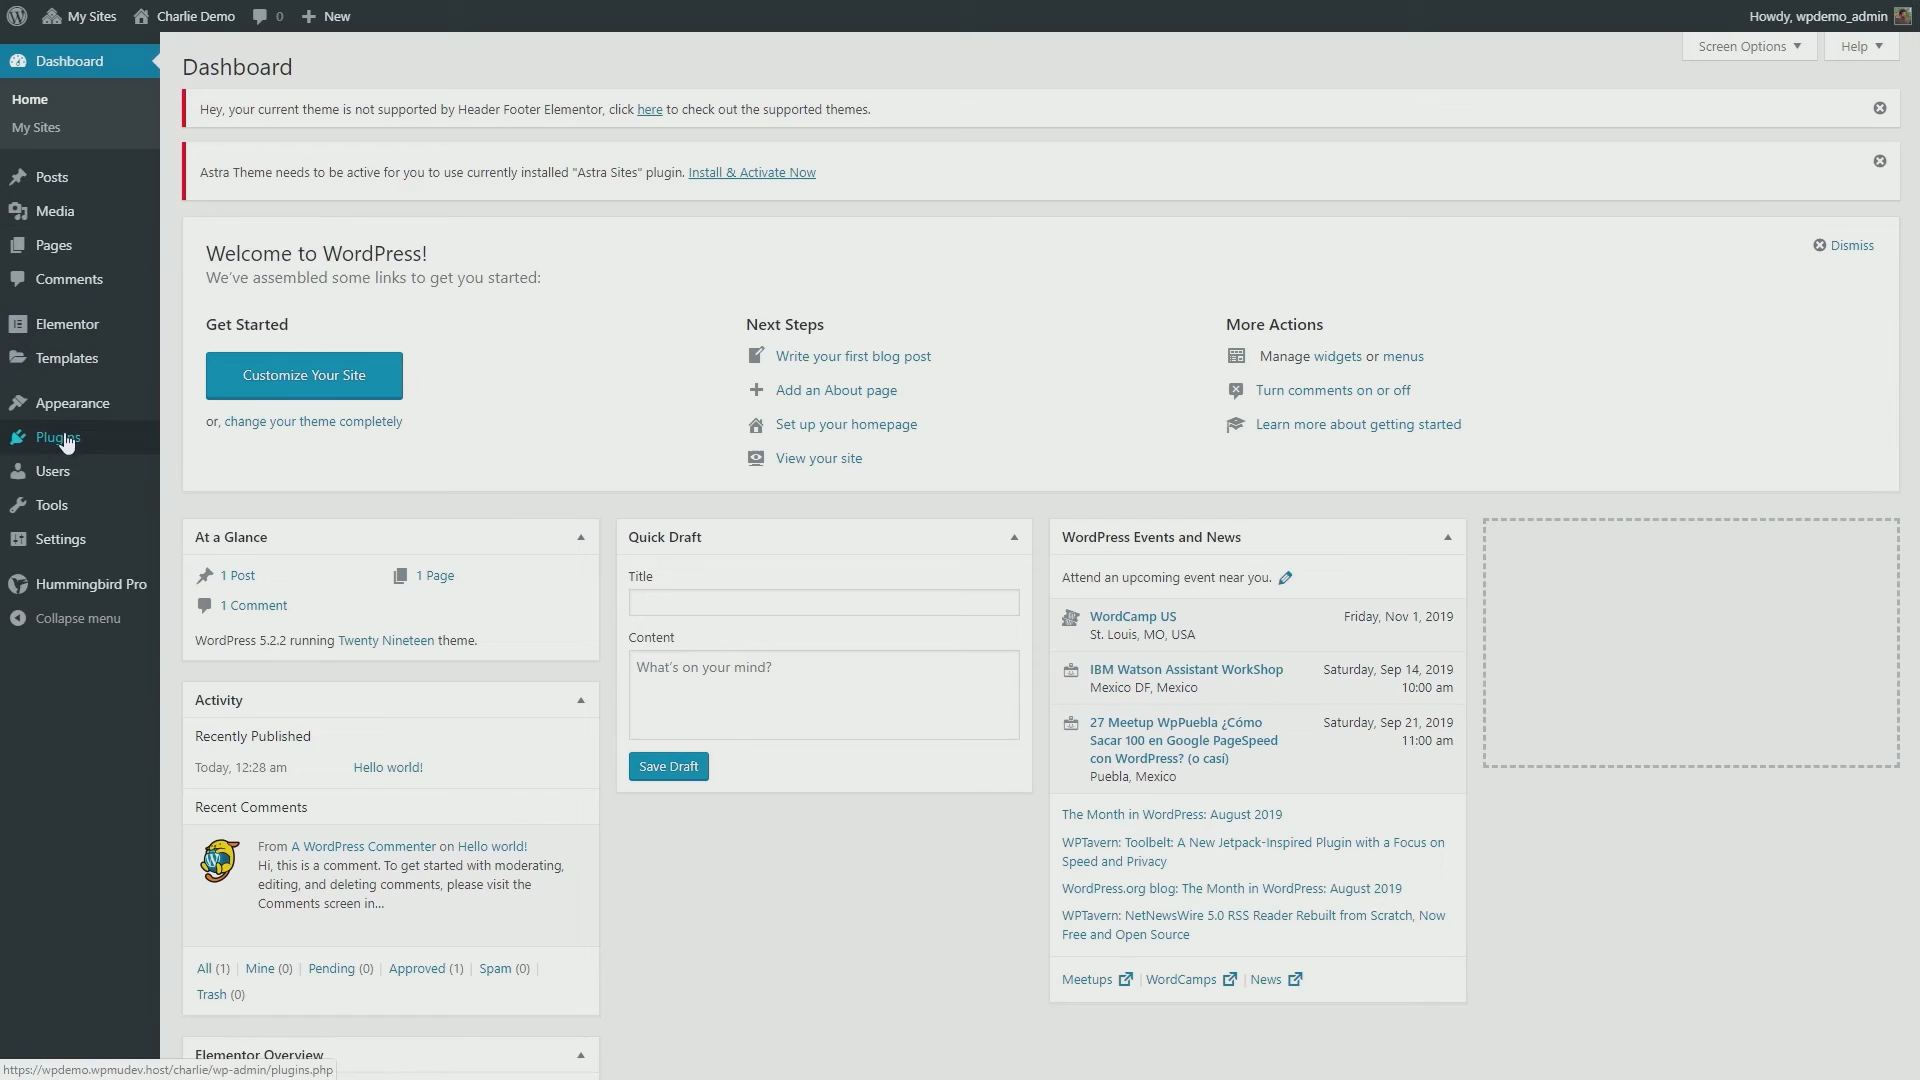 My Sites
Charlie Demo
0
New
Howdy, wpdemo_admin
Dashboard
Home
My Sites
Posts
Media
Pages
Comments
Elementor
Templates
Appearance
Plugins
Users
Tools
Settings
Hummingbird Pro
Collapse menu
Screen Options
Help
Dashboard
Hey, your current theme is not supported by Header Footer Elementor, click here to check out the supported themes.
Astra Theme needs to be active for you to use currently installed "Astra Sites" plugin. Install & Activate Now
Welcome to WordPress!
We've assembled some links to get you started:
Dismiss
Get Started
Customize Your Site
or, change your theme completely
Next Steps
Write your first blog post
Add an About page
Set up your homepage
View your site
More Actions
Manage widgets or menus
Turn comments on or off
Learn more about getting started
At a Glance
1 Post
1 Page
1 Comment
WordPress 5.2.2 running Twenty Nineteen theme.
Activity
Recently Published
Today, 12:28 am
Hello world!
Recent Comments
From A WordPress Commenter on Hello world!
Hi, this is a comment. To get started with moderating,
editing, and deleting comments, please visit the
Comments screen in...
All (1) | Mine (0) | Pending (0) | Approved (1) | Spam (0) |
Trash (0)
Elementor Overview
Quick Draft
Title
Content
What's on your mind?
Save Draft
WordPress Events and News
Attend an upcoming event near you.
WordCamp US
Friday, Nov 1, 2019
St. Louis, MO, USA
IBM Watson Assistant WorkShop
Saturday, Sep 14, 2019
Mexico DF, Mexico
10:00 am
27 Meetup WpPuebla ¿Cómo
Saturday, Sep 21, 2019
Sacar 100 en Google PageSpeed
11:00 am
con WordPress? (o casí)
Puebla, Mexico
The Month in WordPress: August 2019
WPTavern: Toolbelt: A New Jetpack-Inspired Plugin with a Focus on
Speed and Privacy
WordPress.org blog: The Month in WordPress: August 2019
WPTavern: NetNewsWire 5.0 RSS Reader Rebuilt from Scratch, Now
Free and Open Source
Meetups | WordCamps | News
https://wpdemo.wpmudev.host/charlie/wp-admin/plugins.php